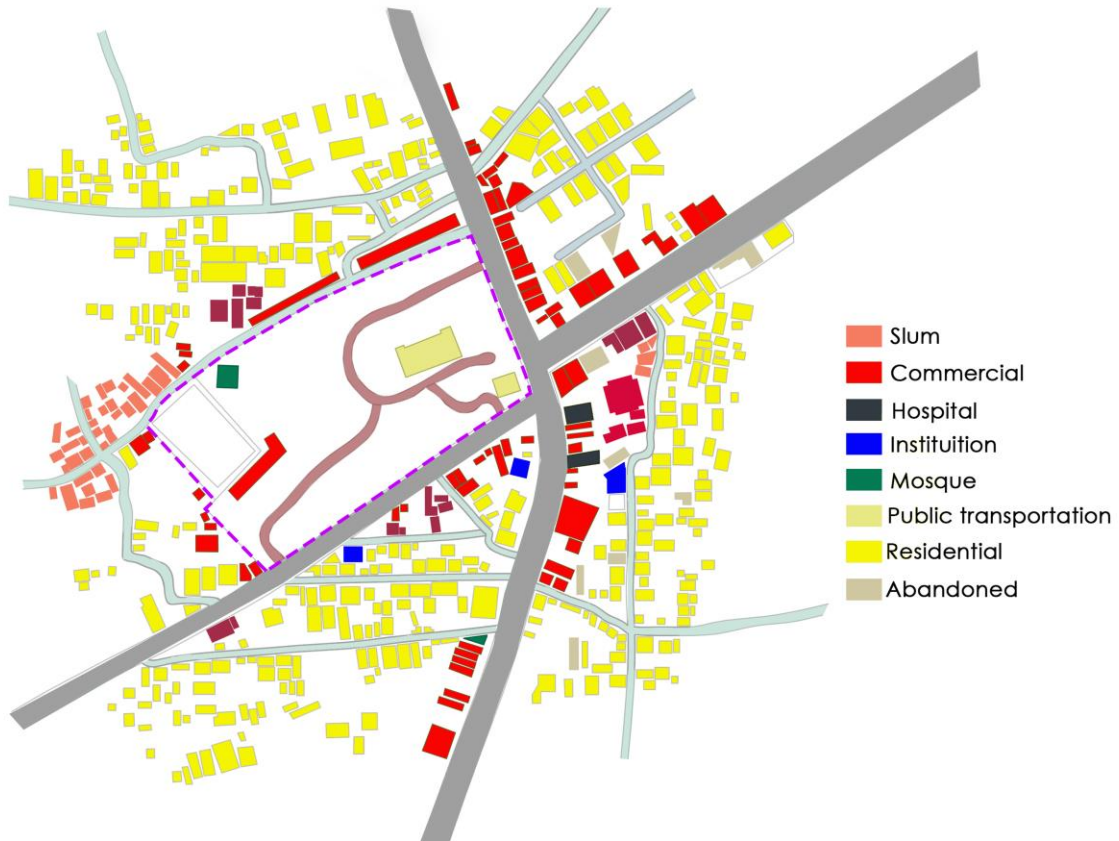 Slum
Commercial
Hospital
Instituition
Mosque
Public transportation
Residential
Abandoned